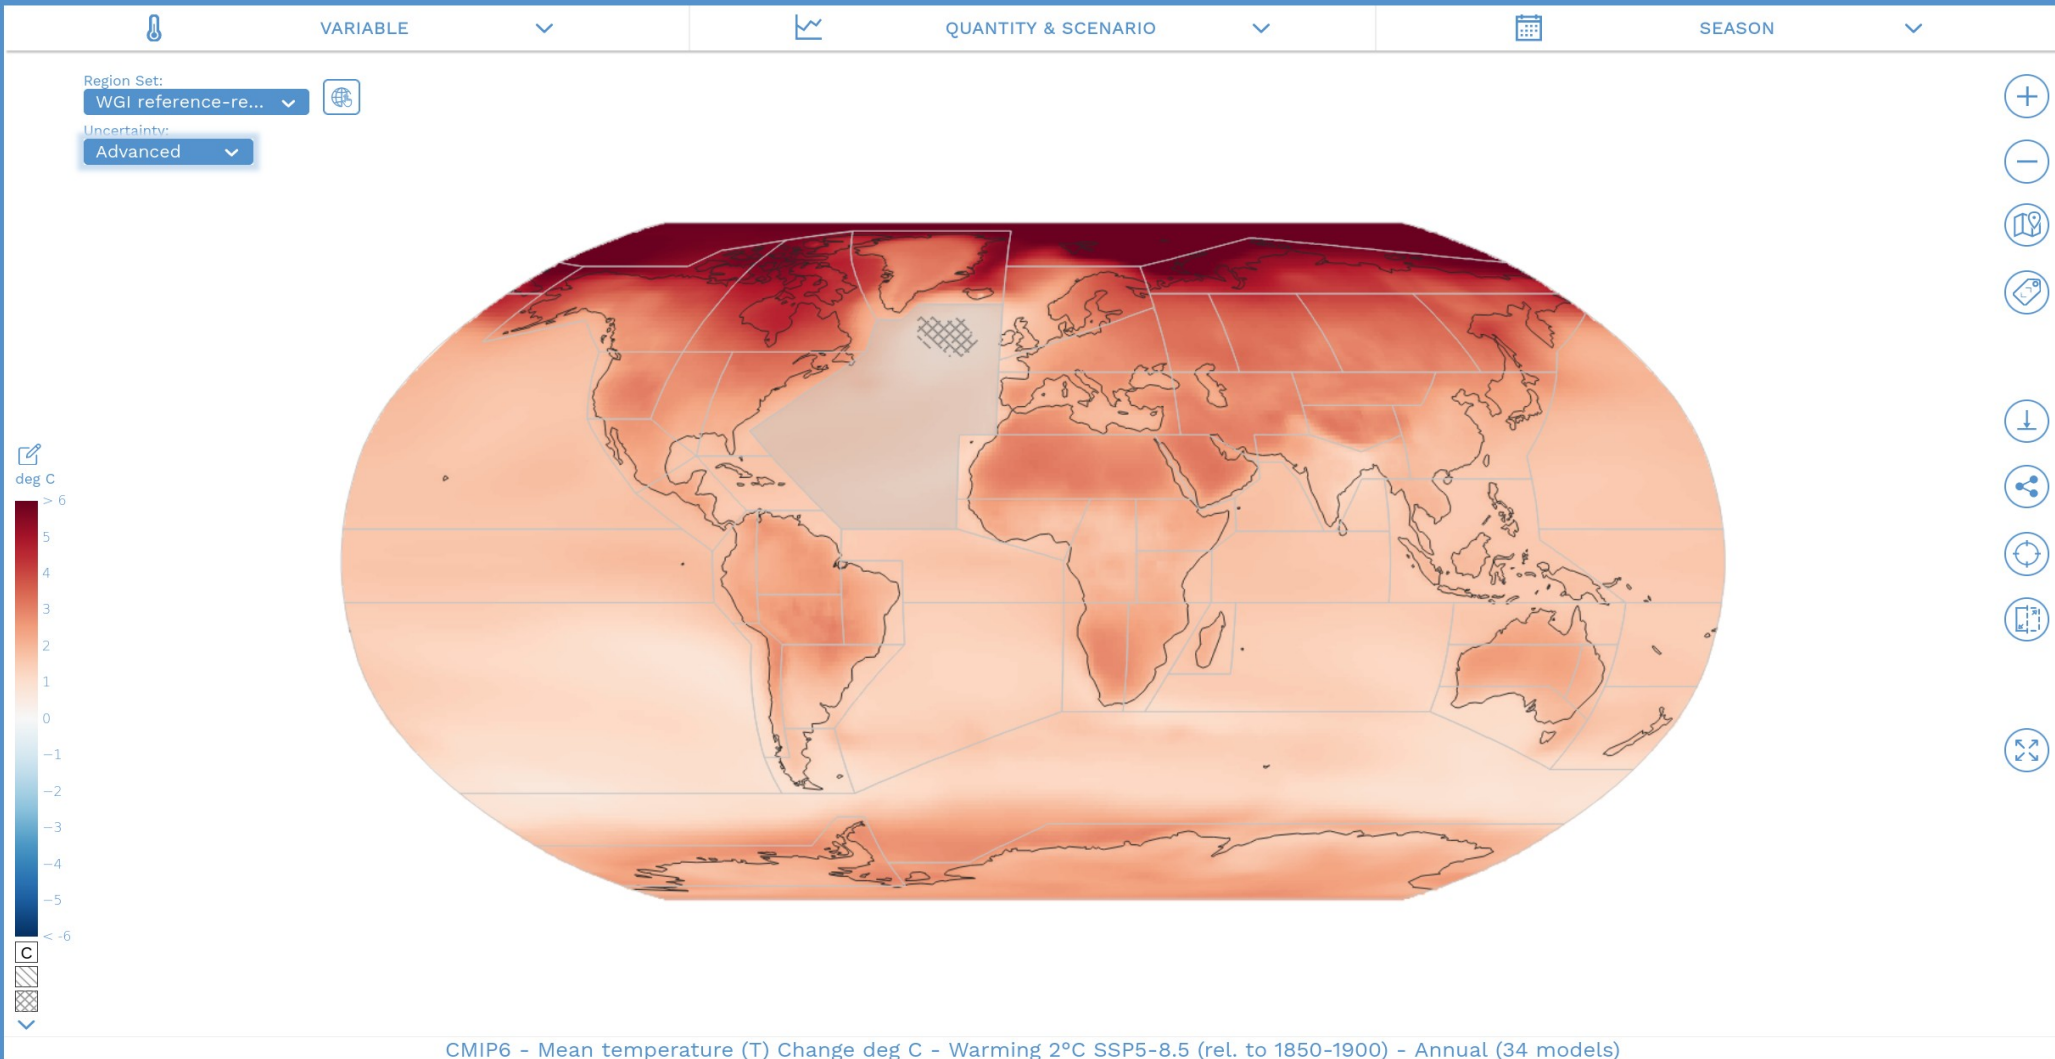 VARIABLE
QUANTITY & SCENARIO
SEASON
Region Set:
WGI reference-re...
Uncertainty:
Advanced
deg C
> 6
5
4
3
2
1
0
−1
−2
−3
−4
−5
< -6
C
CMIP6 - Mean temperature (T) Change deg C - Warming 2°C SSP5-8.5 (rel. to 1850-1900) - Annual (34 models)